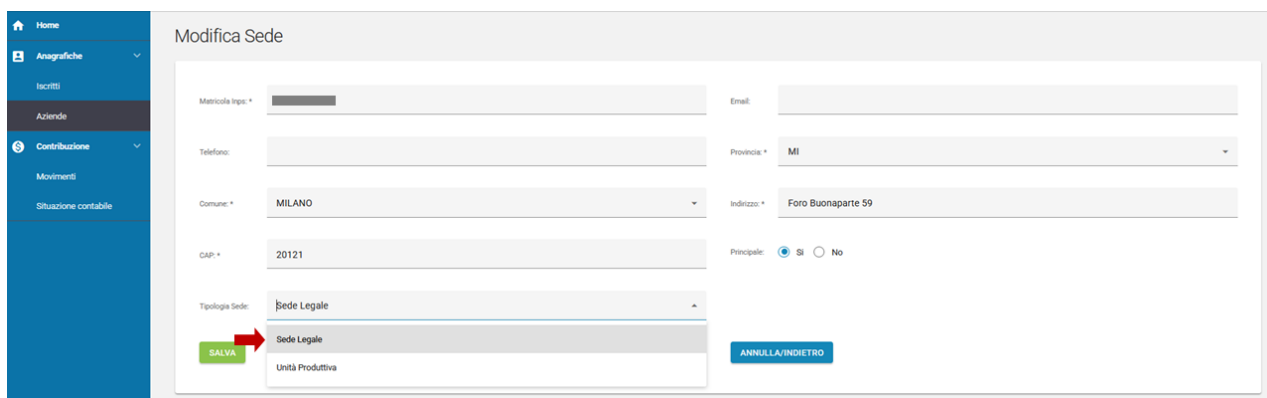 Home
Anagrafiche
Iscritti
Aziende
Contribuzione
Movimenti
Situazione contabile
Modifica Sede
Matricola Inps: *
Email:
Telefono:
Provincia: * MI
Comune: * MILANO
Indirizzo: * Foro Buonaparte 59
CAP: * 20121
Principale: Si No
Tipologia Sede: Sede Legale
Sede Legale
Unità Produttiva
SALVA
ANNULLA/INDIETRO